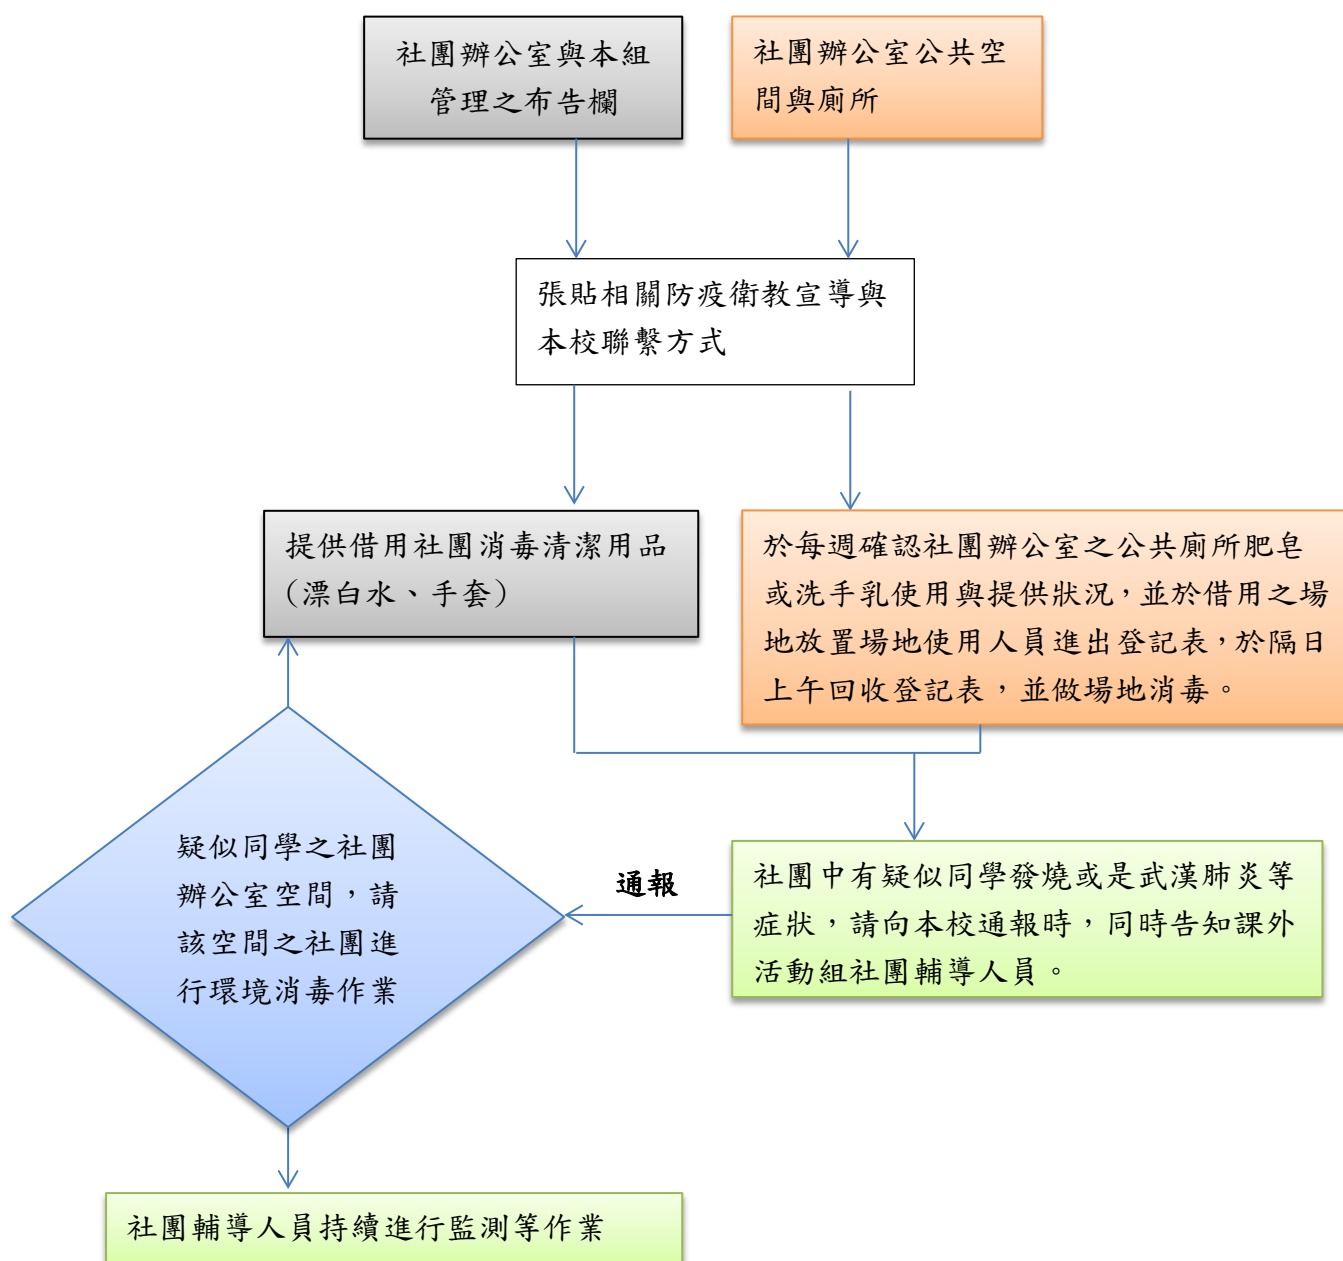 社團辦公室與本組
管理之布告欄
社團辦公室公共空
間與廁所
張貼相關防疫衛教宣導與
本校聯繫方式
提供借用社團消毒清潔用品
(漂白水、手套)
於每週確認社團辦公室之公共廁所肥皂
或洗手乳使用與提供狀況，並於借用之場
地放置場地使用人員進出登記表，於隔日
上午回收登記表，並做場地消毒。
疑似同學之社團
辦公室空間，請
該空間之社團進
行環境消毒作業
通報
社團中有疑似同學發燒或是武漢肺炎等
症狀，請向本校通報時，同時告知課外
活動組社團輔導人員。
社團輔導人員持續進行監測等作業